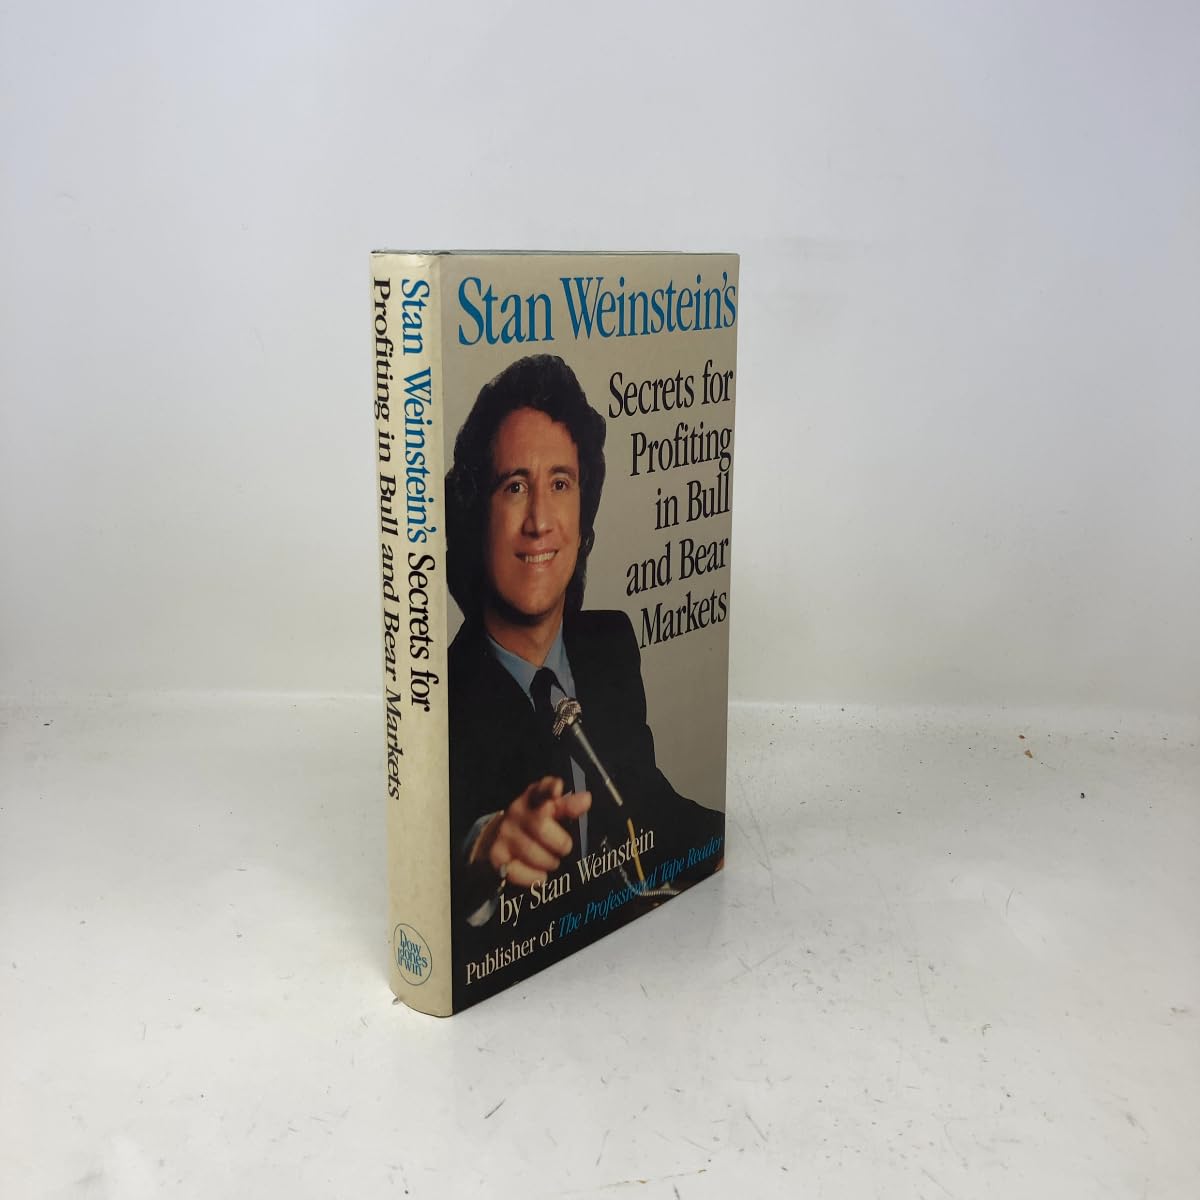 Stan Weinstein's Secrets for
Profiting in Bull and Bear Markets
Dow
Jones
Irwin
Stan Weinstein's
Secrets for
Profiting
in Bull
and Bear
Markets
by Stan Weinstein
Publisher of The Professional Tape Reader